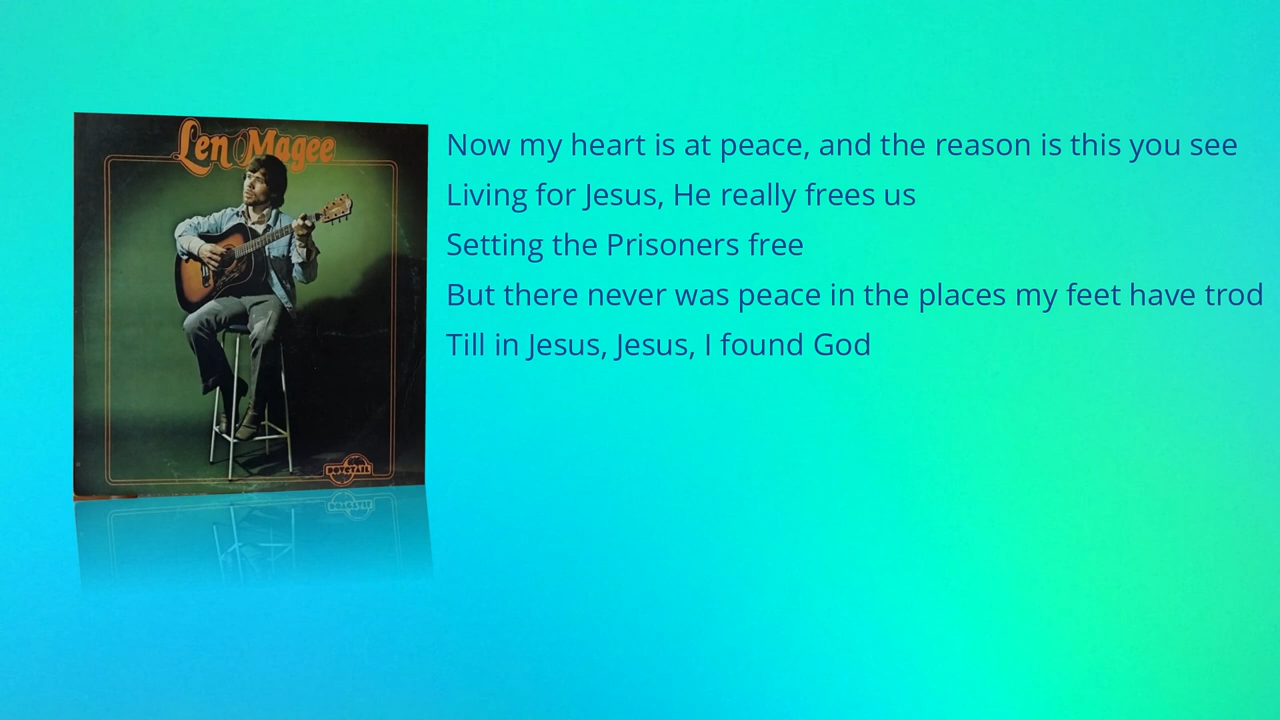 Len Magee
Now my heart is at peace, and the reason is this you see
Living for Jesus, He really frees us
Setting the Prisoners free
But there never was peace in the places my feet have trod
Till in Jesus, Jesus, I found God
DOVETAIL